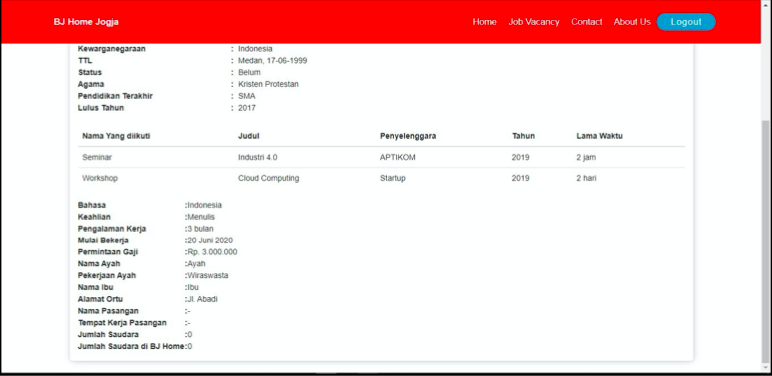 BJ Home Jogja Home Job Vacancy Contact About Us Logout
Kewarganegaraan : Indonesia
TTL : Medan, 17-06-1999
Status : Belum
Agama : Kristen Protestan
Pendidikan Terakhir : SMA
Lulus Tahun : 2017
Nama Yang diikuti Judul Penyelenggara Tahun Lama Waktu
Seminar Industri 4.0 APTIKOM 2019 2 jam
Workshop Cloud Computing Startup 2019 2 hari
Bahasa :Indonesia
Keahlian :Menulis
Pengalaman Kerja :3 bulan
Mulai Bekerja :20 Juni 2020
Permintaan Gaji :Rp. 3.000.000
Nama Ayah :Ayah
Pekerjaan Ayah :Wiraswasta
Nama Ibu :Ibu
Alamat Ortu :Jl. Abadi
Nama Pasangan :-
Tempat Kerja Pasangan :-
Jumlah Saudara :0
Jumlah Saudara di BJ Home:0